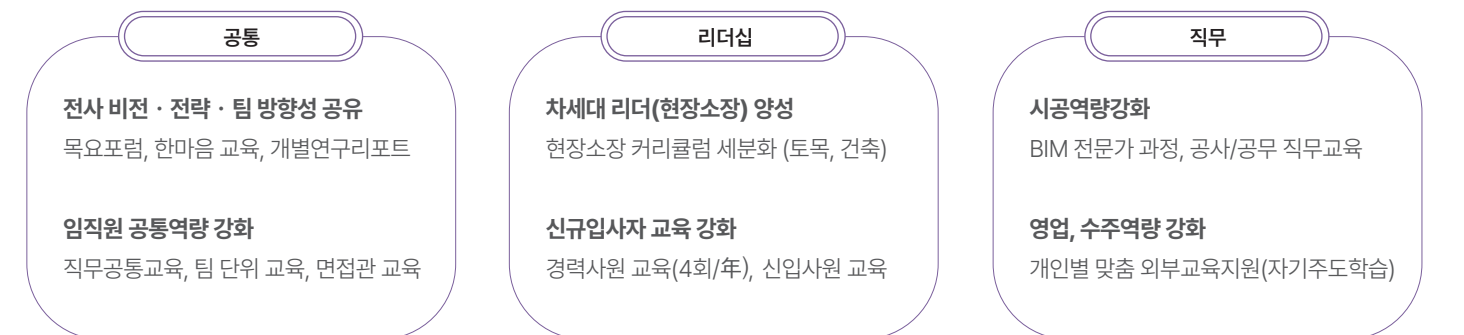 공통
전사 비전 · 전략 · 팀 방향성 공유
목요포럼, 한마음 교육, 개별연구리포트
임직원 공통역량 강화
직무공통교육, 팀 단위 교육, 면접관 교육
리더십
차세대 리더(현장소장) 양성
현장소장 커리큘럼 세분화 (토목, 건축)
신규입사자 교육 강화
경력사원 교육(4회/年), 신입사원 교육
직무
시공역량강화
BIM 전문가 과정, 공사/공무 직무교육
영업, 수주역량 강화
개인별 맞춤 외부교육지원(자기주도학습)